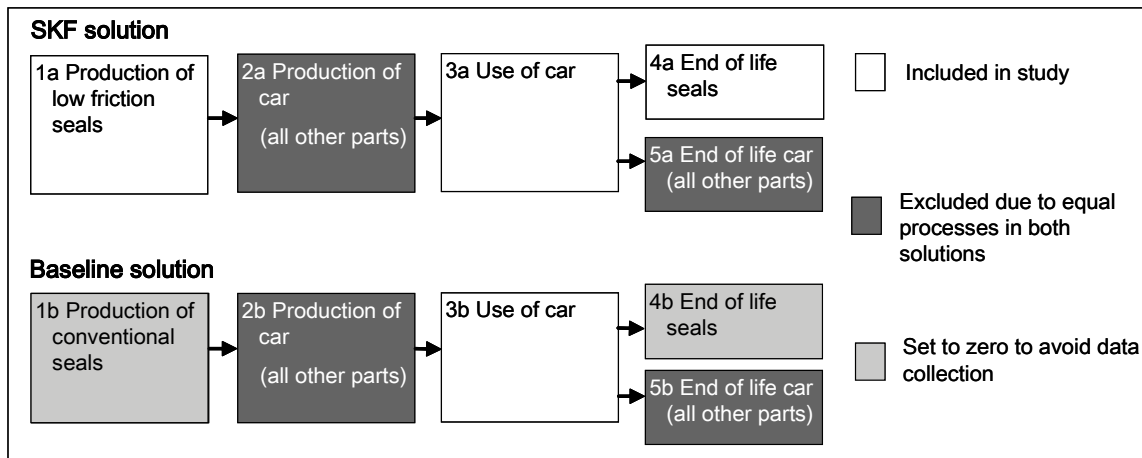 SKF solution
1a Production of
low friction
seals
2a Production of
car
(all other parts)
3a Use of car
4a End of life
seals
5a End of life car
(all other parts)
Included in study
Excluded due to equal
processes in both
solutions
Baseline solution
1b Production of
conventional
seals
2b Production of
car
(all other parts)
3b Use of car
4b End of life
seals
5b End of life car
(all other parts)
Set to zero to avoid data
collection